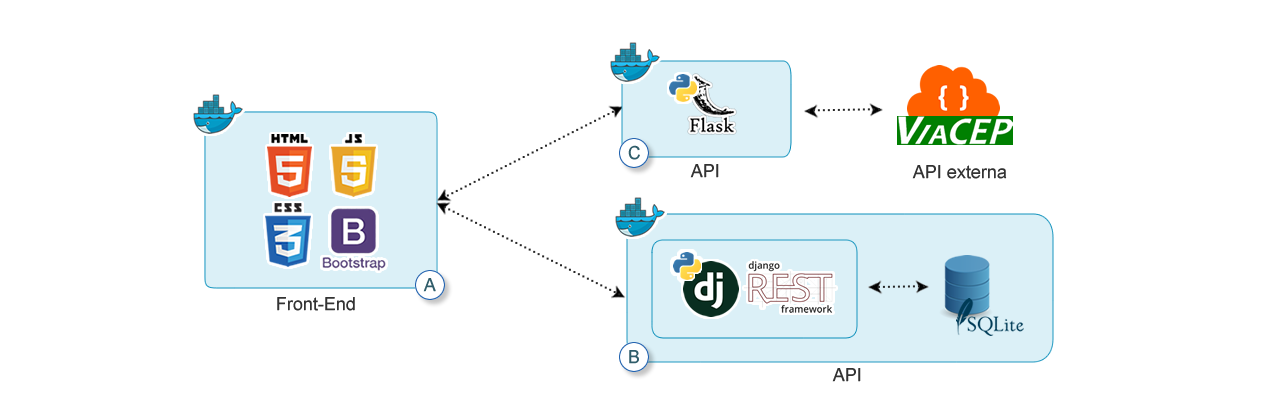 HTML
5
JS
5
CSS
3
B
Bootstrap
A
Front-End
Flask
C
API
{ }
VIACEP
API externa
dj
django
REST
framework
SQLite
B
API